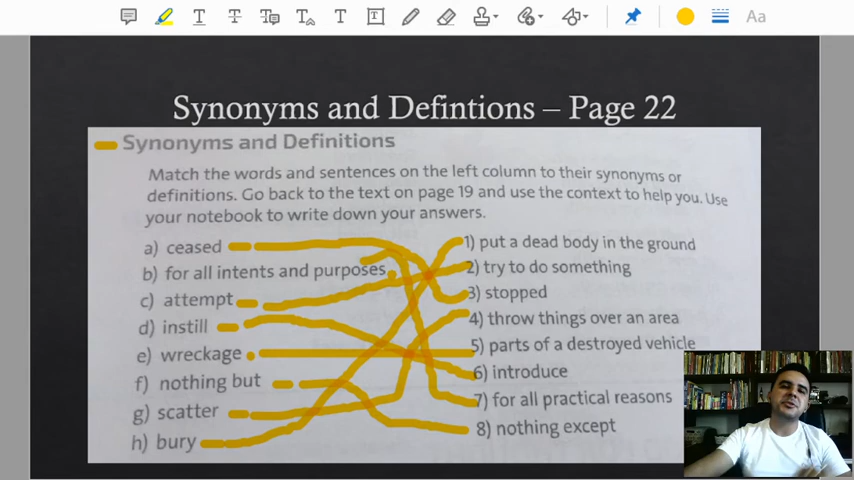 Aa
Synonyms and Defintions – Page 22
Synonyms and Definitions
Match the words and sentences on the left column to their synonyms or
definitions. Go back to the text on page 19 and use the context to help you. Use
your notebook to write down your answers.
a) ceased
b) for all intents and purposes
c) attempt
d) instill
e) wreckage
f) nothing but
g) scatter
h) bury
1) put a dead body in the ground
2) try to do something
3) stopped
4) throw things over an area
5) parts of a destroyed vehicle
6) introduce
7) for all practical reasons
8) nothing except